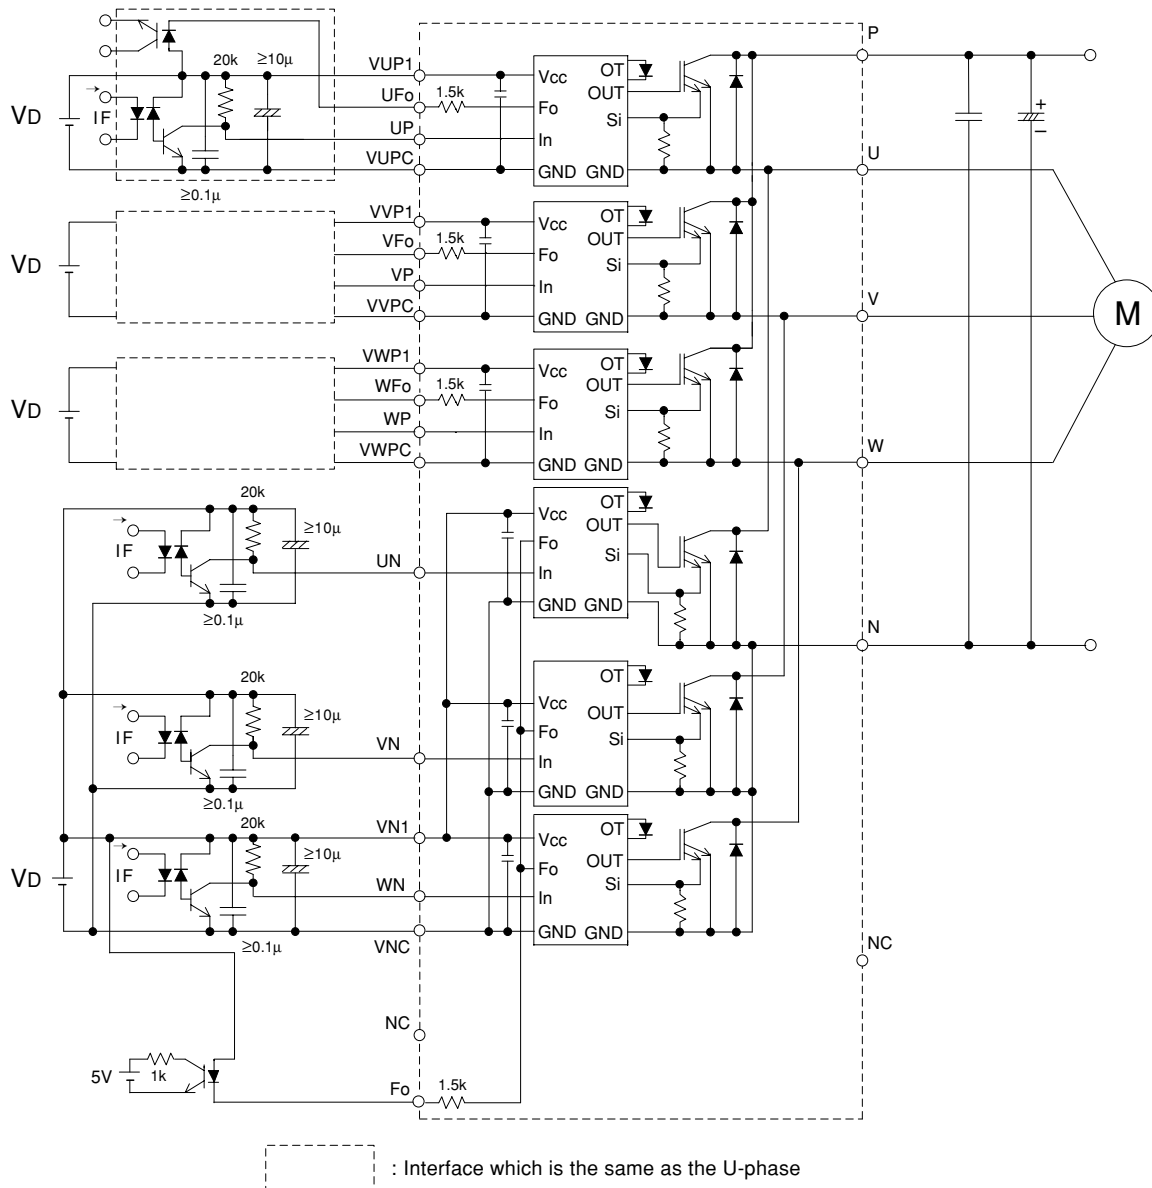 P
20k
≥10μ
VUP1
UFo
UP
VUPC
1.5k
VD
IF
≥0.1μ
Vcc
Fo
In
GND
OT
OUT
Si
GND
U
+
–
VVP1
VFo
VP
VVPC
1.5k
VD
Vcc
Fo
In
GND
OT
OUT
Si
GND
V
M
VWP1
WFo
WP
VWPC
1.5k
VD
Vcc
Fo
In
GND
OT
OUT
Si
GND
W
20k
≥10μ
IF
≥0.1μ
UN
Vcc
Fo
In
GND
OT
OUT
Si
GND
N
20k
≥10μ
IF
≥0.1μ
VN
Vcc
Fo
In
GND
OT
OUT
Si
GND
20k
≥10μ
VD
IF
≥0.1μ
VN1
WN
VNC
Vcc
Fo
In
GND
OT
OUT
Si
GND
NC
NC
5V
1k
Fo
1.5k
: Interface which is the same as the U-phase